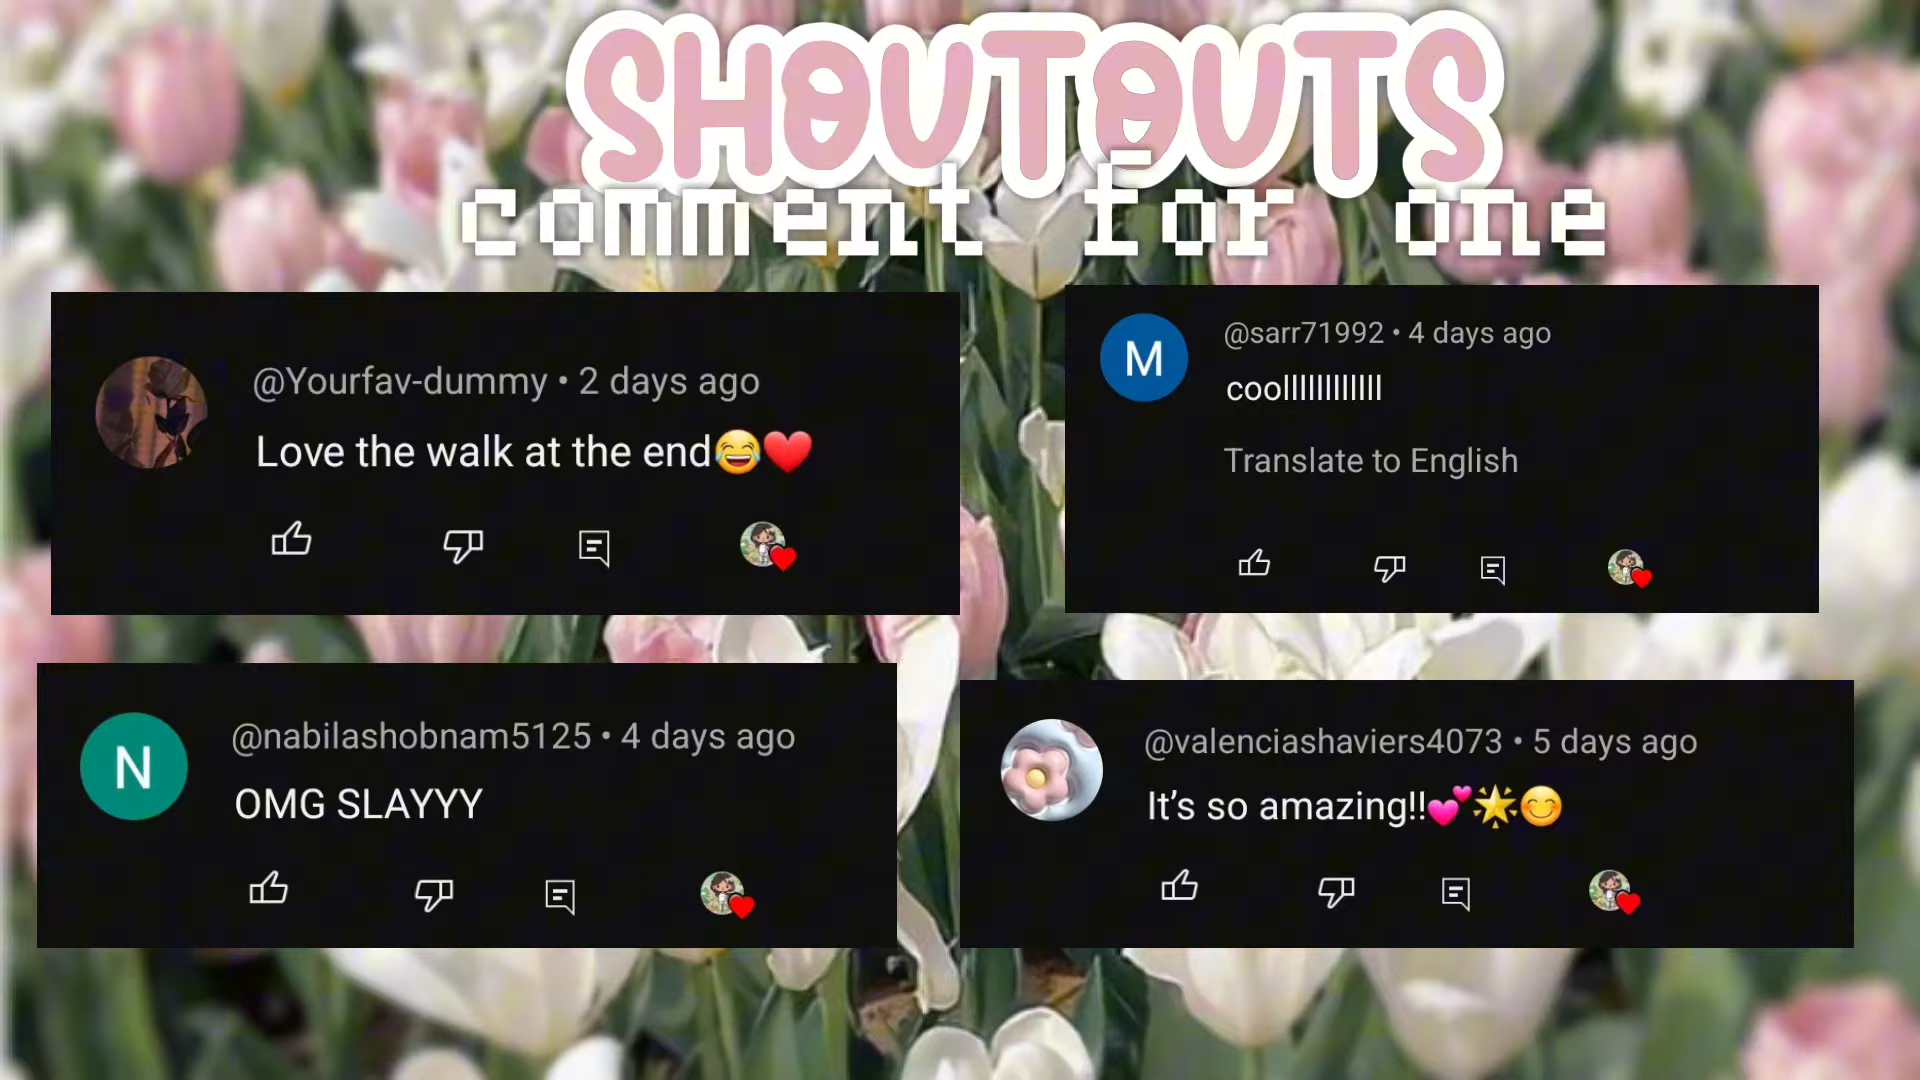 SHOUTOUTS
comment for one
@Yourfav-dummy • 2 days ago
Love the walk at the end😂❤️
M
@sarr71992 • 4 days ago
coolllllllllllll
Translate to English
N
@nabilashobnam5125 • 4 days ago
OMG SLAYYY
@valenciashaviers4073 • 5 days ago
It’s so amazing!!💕🌟😊